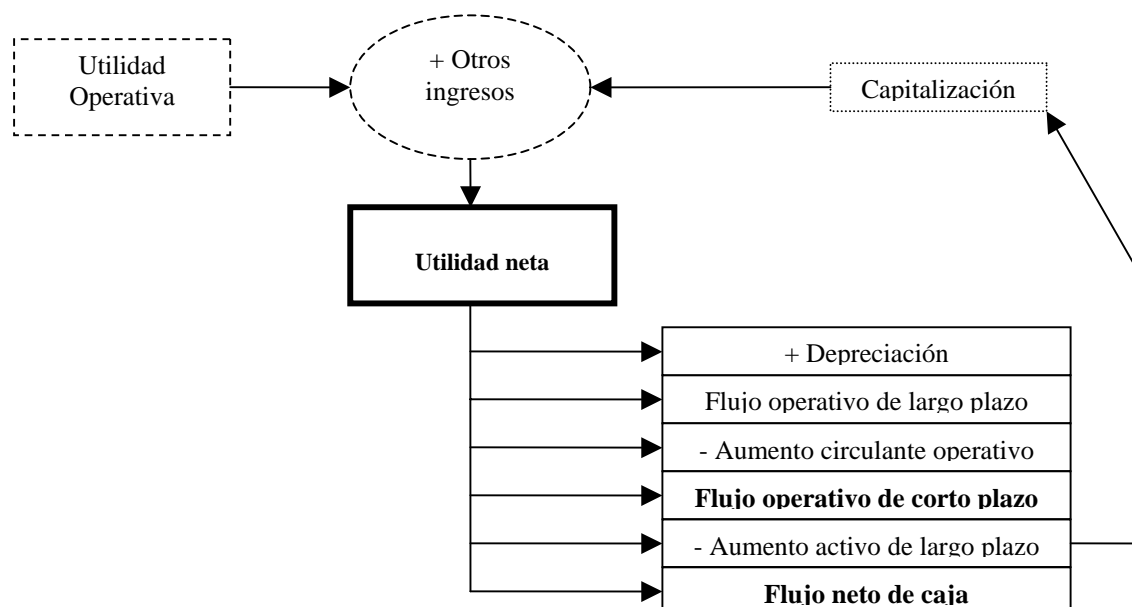 Utilidad
Operativa
+ Otros
ingresos
Capitalización
Utilidad neta
+ Depreciación
Flujo operativo de largo plazo
- Aumento circulante operativo
Flujo operativo de corto plazo
- Aumento activo de largo plazo
Flujo neto de caja